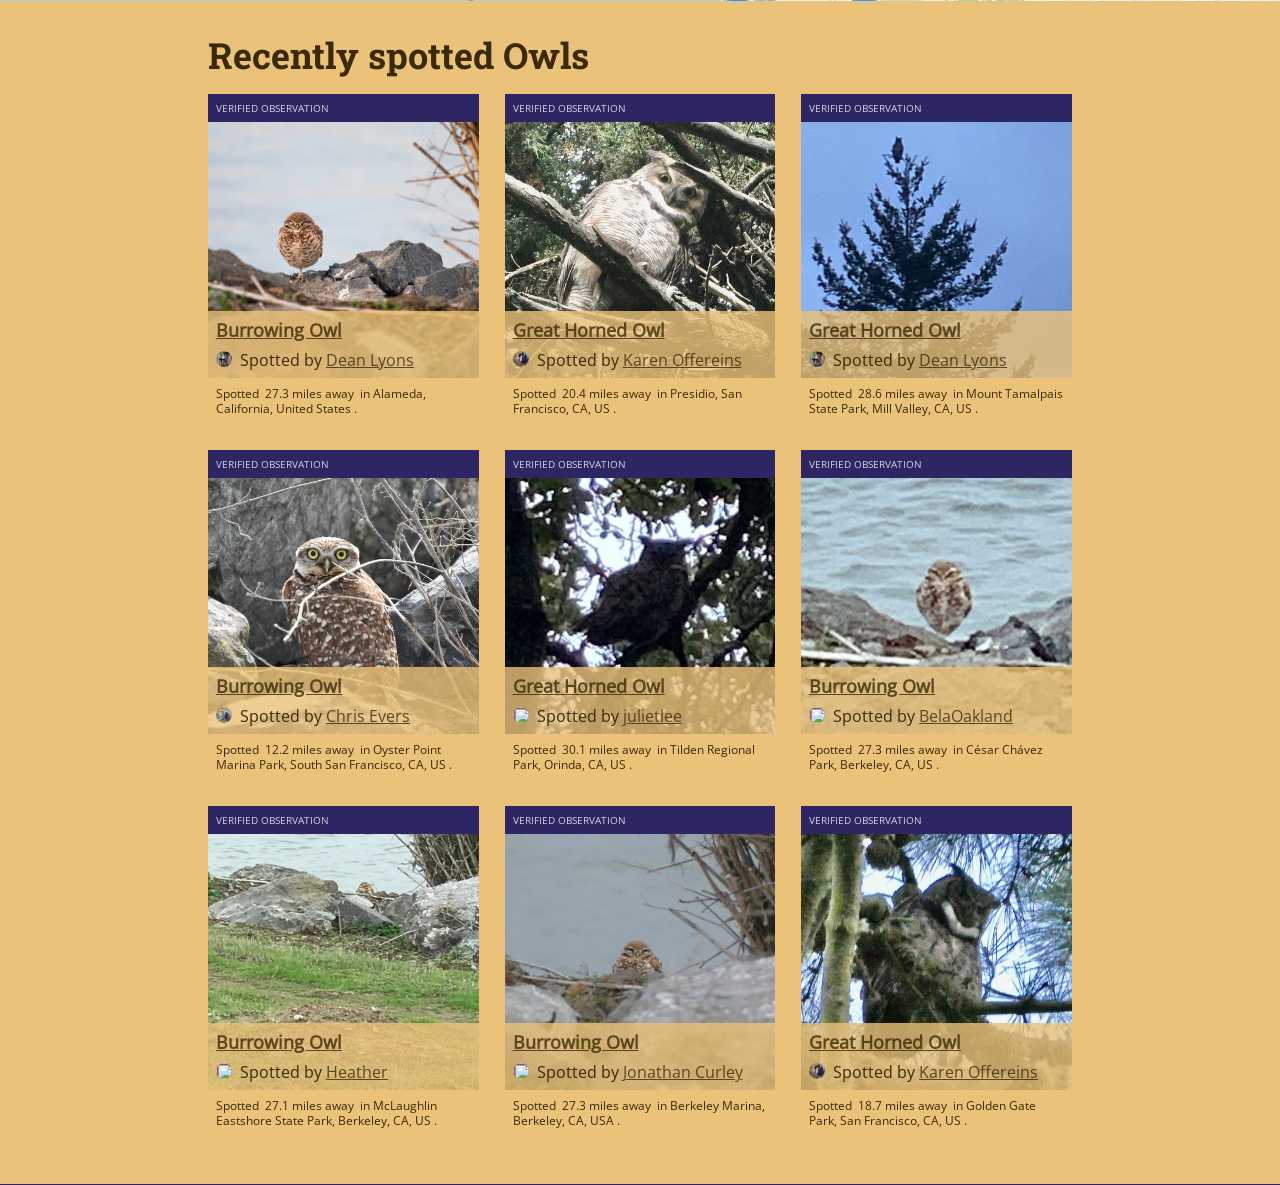 Recently spotted Owls
VERIFIED OBSERVATION
Burrowing Owl
Spotted by Dean Lyons
Spotted 27.3 miles away in Alameda,
California, United States .
VERIFIED OBSERVATION
Great Horned Owl
Spotted by Karen Offereins
Spotted 20.4 miles away in Presidio, San
Francisco, CA, US .
VERIFIED OBSERVATION
Great Horned Owl
Spotted by Dean Lyons
Spotted 28.6 miles away in Mount Tamalpais
State Park, Mill Valley, CA, US .
VERIFIED OBSERVATION
Burrowing Owl
Spotted by Chris Evers
Spotted 12.2 miles away in Oyster Point
Marina Park, South San Francisco, CA, US .
VERIFIED OBSERVATION
Great Horned Owl
Spotted by julietlee
Spotted 30.1 miles away in Tilden Regional
Park, Orinda, CA, US .
VERIFIED OBSERVATION
Burrowing Owl
Spotted by BelaOakland
Spotted 27.3 miles away in César Chávez
Park, Berkeley, CA, US .
VERIFIED OBSERVATION
Burrowing Owl
Spotted by Heather
Spotted 27.1 miles away in McLaughlin
Eastshore State Park, Berkeley, CA, US .
VERIFIED OBSERVATION
Burrowing Owl
Spotted by Jonathan Curley
Spotted 27.3 miles away in Berkeley Marina,
Berkeley, CA, USA .
VERIFIED OBSERVATION
Great Horned Owl
Spotted by Karen Offereins
Spotted 18.7 miles away in Golden Gate
Park, San Francisco, CA, US .